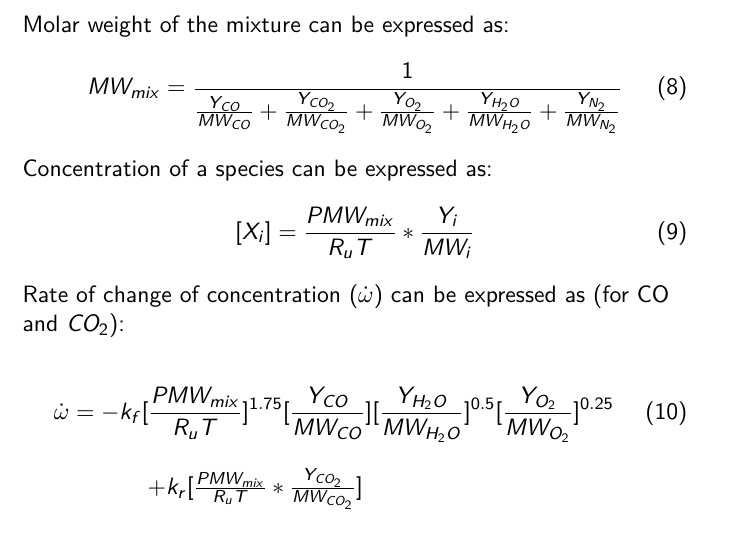 Molar weight of the mixture can be expressed as:
MW_{mix} = \frac{1}{\frac{Y_{CO}}{MW_{CO}} + \frac{Y_{CO_2}}{MW_{CO_2}} + \frac{Y_{O_2}}{MW_{O_2}} + \frac{Y_{H_2O}}{MW_{H_2O}} + \frac{Y_{N_2}}{MW_{N_2}}} (8)
Concentration of a species can be expressed as:
[X_i] = \frac{PMW_{mix}}{R_u T} * \frac{Y_i}{MW_i} (9)
Rate of change of concentration (\dot{\omega}) can be expressed as (for CO
and CO_2):
\dot{\omega} = -k_f[\frac{PMW_{mix}}{R_u T}]^{1.75}[\frac{Y_{CO}}{MW_{CO}}][\frac{Y_{H_2O}}{MW_{H_2O}}]^{0.5}[\frac{Y_{O_2}}{MW_{O_2}}]^{0.25} (10)
+k_r[\frac{PMW_{mix}}{R_u T} * \frac{Y_{CO_2}}{MW_{CO_2}}]